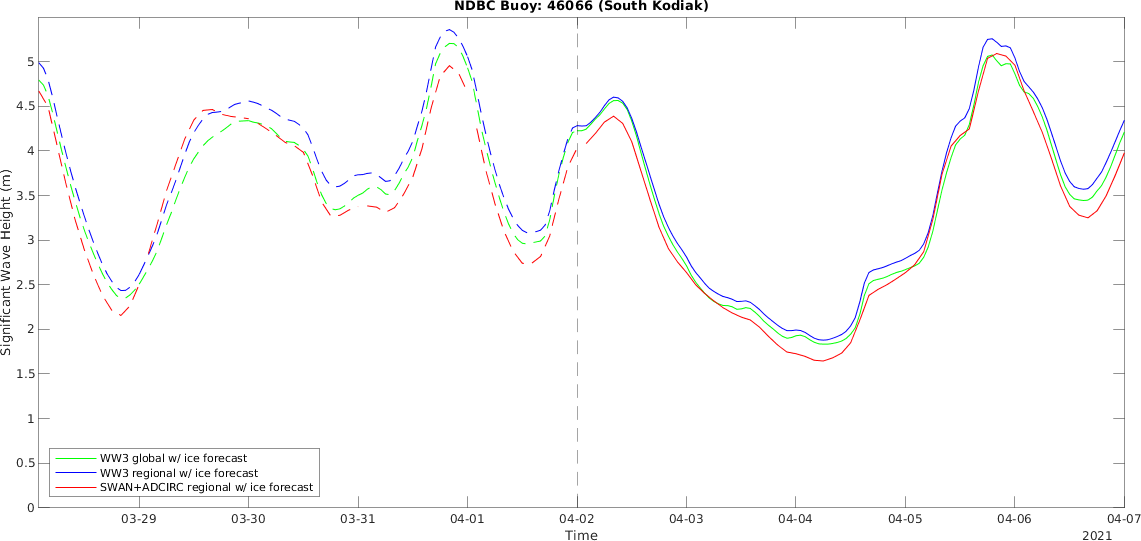 NDBC Buoy: 46066 (South Kodiak)
Significant Wave Height (m)
5
4.5
4
3.5
3
2.5
2
1.5
1
0.5
0
WW3 global w/ ice forecast
WW3 regional w/ ice forecast
SWAN+ADCIRC regional w/ ice forecast
03-29 03-30 03-31 04-01 04-02 04-03 04-04 04-05 04-06 04-07
Time
2021